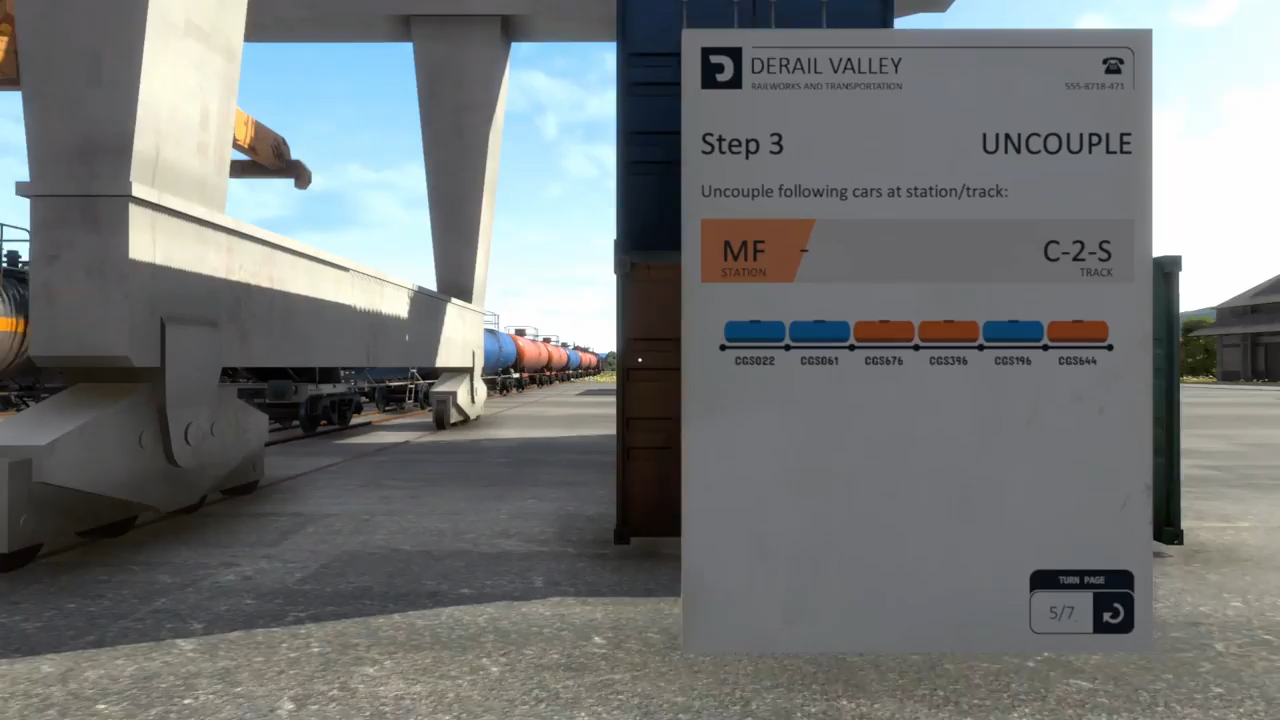 DERAIL VALLEY
RAILWORKS AND TRANSPORTATION
555-8718-471
Step 3
UNCOUPLE
Uncouple following cars at station/track:
MF -
STATION
C-2-S
TRACK
CGS022 CGS061 CGS676 CGS396 CGS196 CGS644
TURN PAGE
5/7